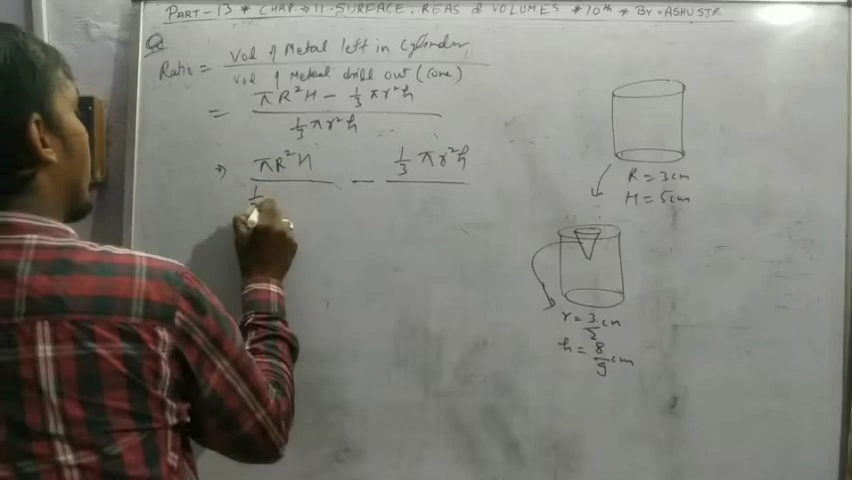 PART-13 * CHAP.→11. SURFACE. REAS & VOLUMES * 10th * BY. ASHU SIR
Q
Ratio = Vol of Metal left in Cylinder
Vol of Metal drill out (Cone)
= πR²H - 1/3 πr²h
1/3 πr²h
⇒ πR²H - 1/3 πr²h
1
R = 3cm
H = 5cm
r = 3/2 cm
h = 8/9 cm